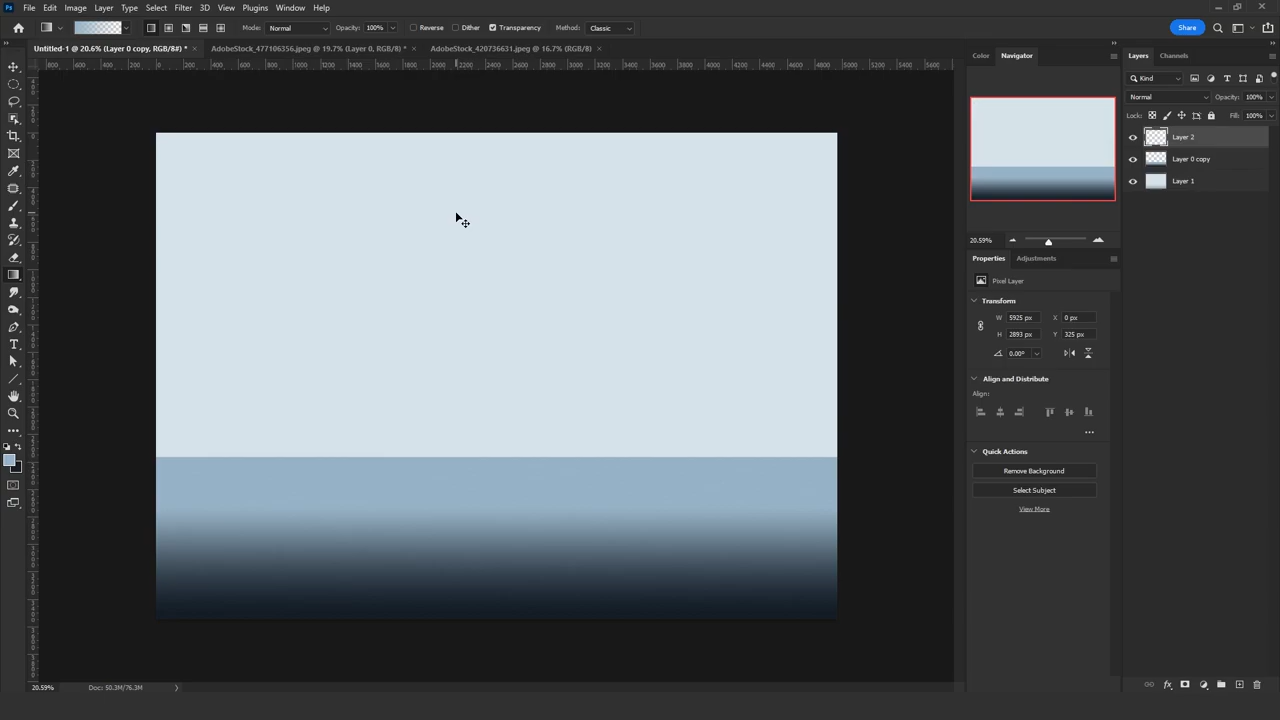 File Edit Image Layer Type Select Filter 3D View Plugins Window Help
Mode: Normal Opacity: 100% Reverse Dither Transparency Method: Classic Share
Untitled-1 @ 20.6% (Layer 0 copy, RGB/8#) * × AdobeStock_477106356.jpeg @ 19.7% (Layer 0, RGB/8) * × AdobeStock_420736631.jpeg @ 16.7% (RGB/8) ×
Color Navigator
Layers Channels
Kind
Normal Opacity: 100%
Lock: Fill: 100%
Layer 2
Layer 0 copy
Layer 1
20.59%
Properties Adjustments
Pixel Layer
Transform
W 5925 px X 0 px
H 2893 px Y 325 px
0.00°
Align and Distribute
Align:
Quick Actions
Remove Background
Select Subject
View More
20.59% Doc: 50.3M/76.3M